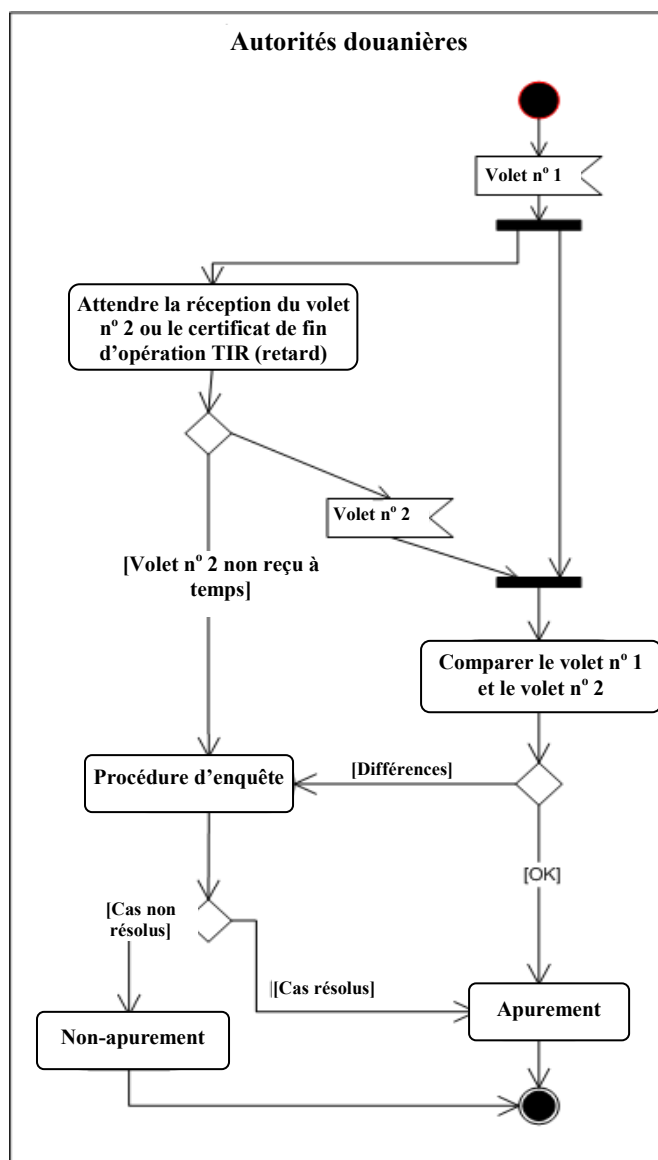 Autorités douanières
Volet nº 1
Attendre la réception du volet
nº 2 ou le certificat de fin
d'opération TIR (retard)
Volet nº 2
[Volet nº 2 non reçu à
temps]
Comparer le volet nº 1
et le volet nº 2
Procédure d'enquête
[Différences]
[OK]
[Cas non
résolus]
[Cas résolus]
Apurement
Non-apurement